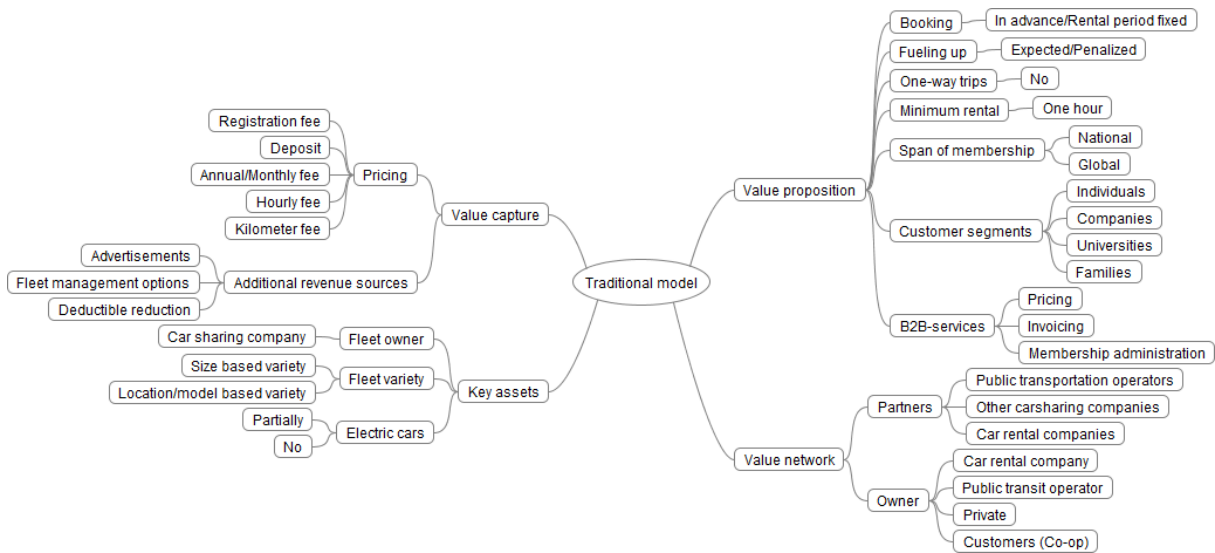 Traditional model
Value proposition
Booking
In advance/Rental period fixed
Fueling up
Expected/Penalized
One-way trips
No
Minimum rental
One hour
Span of membership
National
Global
Customer segments
Individuals
Companies
Universities
Families
B2B-services
Pricing
Invoicing
Membership administration
Value network
Partners
Public transportation operators
Other carsharing companies
Car rental companies
Owner
Car rental company
Public transit operator
Private
Customers (Co-op)
Value capture
Pricing
Registration fee
Deposit
Annual/Monthly fee
Hourly fee
Kilometer fee
Additional revenue sources
Advertisements
Fleet management options
Deductible reduction
Key assets
Fleet owner
Car sharing company
Fleet variety
Size based variety
Location/model based variety
Electric cars
Partially
No